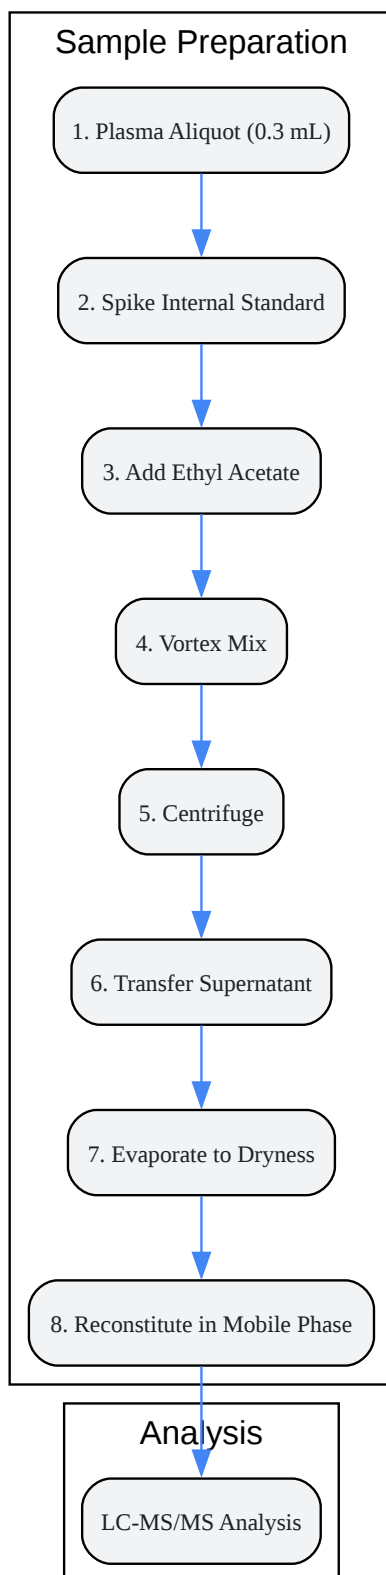 Sample Preparation
1. Plasma Aliquot (0.3 mL)
2. Spike Internal Standard
3. Add Ethyl Acetate
4. Vortex Mix
5. Centrifuge
6. Transfer Supernatant
7. Evaporate to Dryness
8. Reconstitute in Mobile Phase
Analysis
LC-MS/MS Analysis